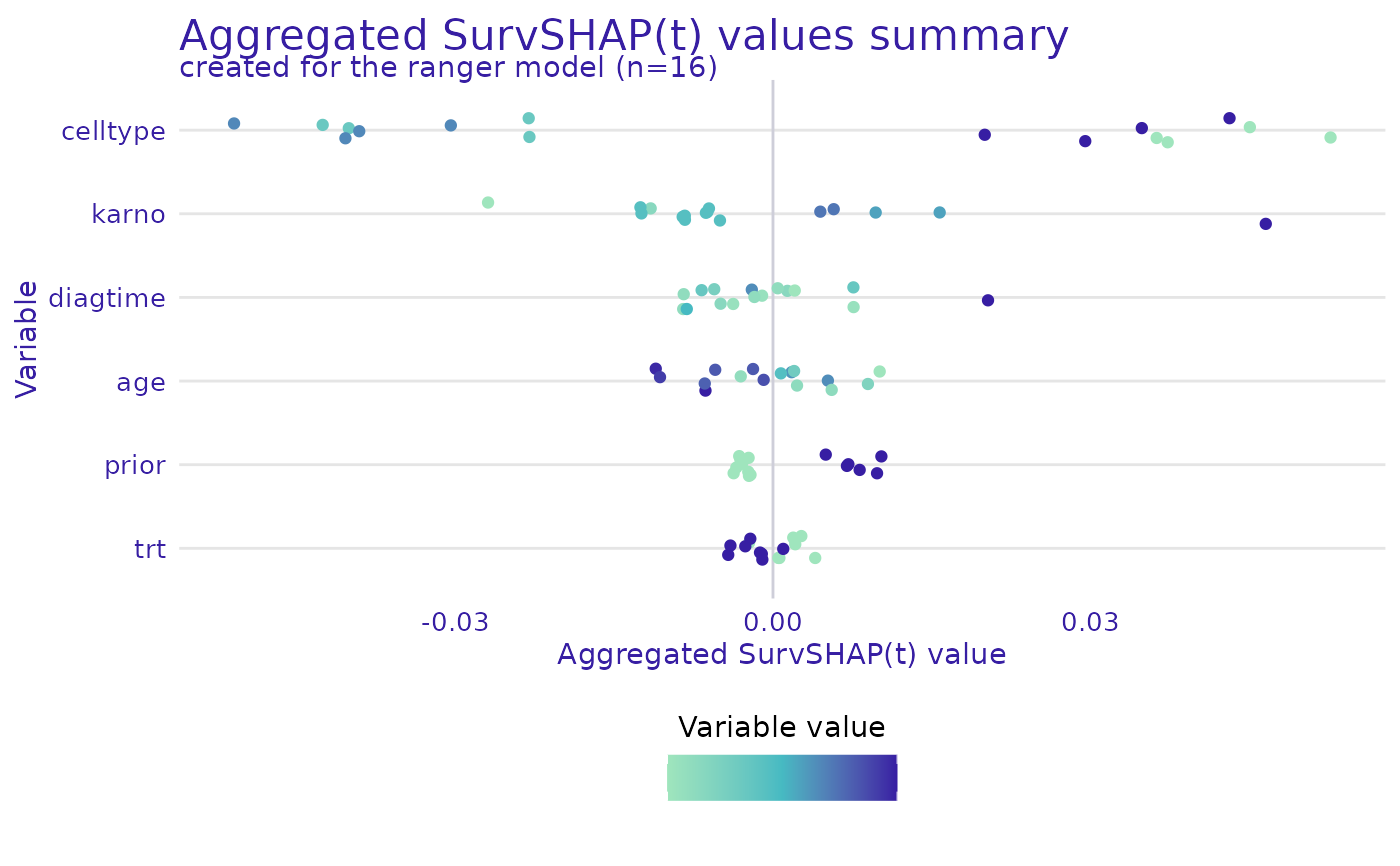 Aggregated SurvSHAP(t) values summary
created for the ranger model (n=16)
Variable
celltype
karno
diagtime
age
prior
trt
-0.03 0.00 0.03
Aggregated SurvSHAP(t) value
Variable value